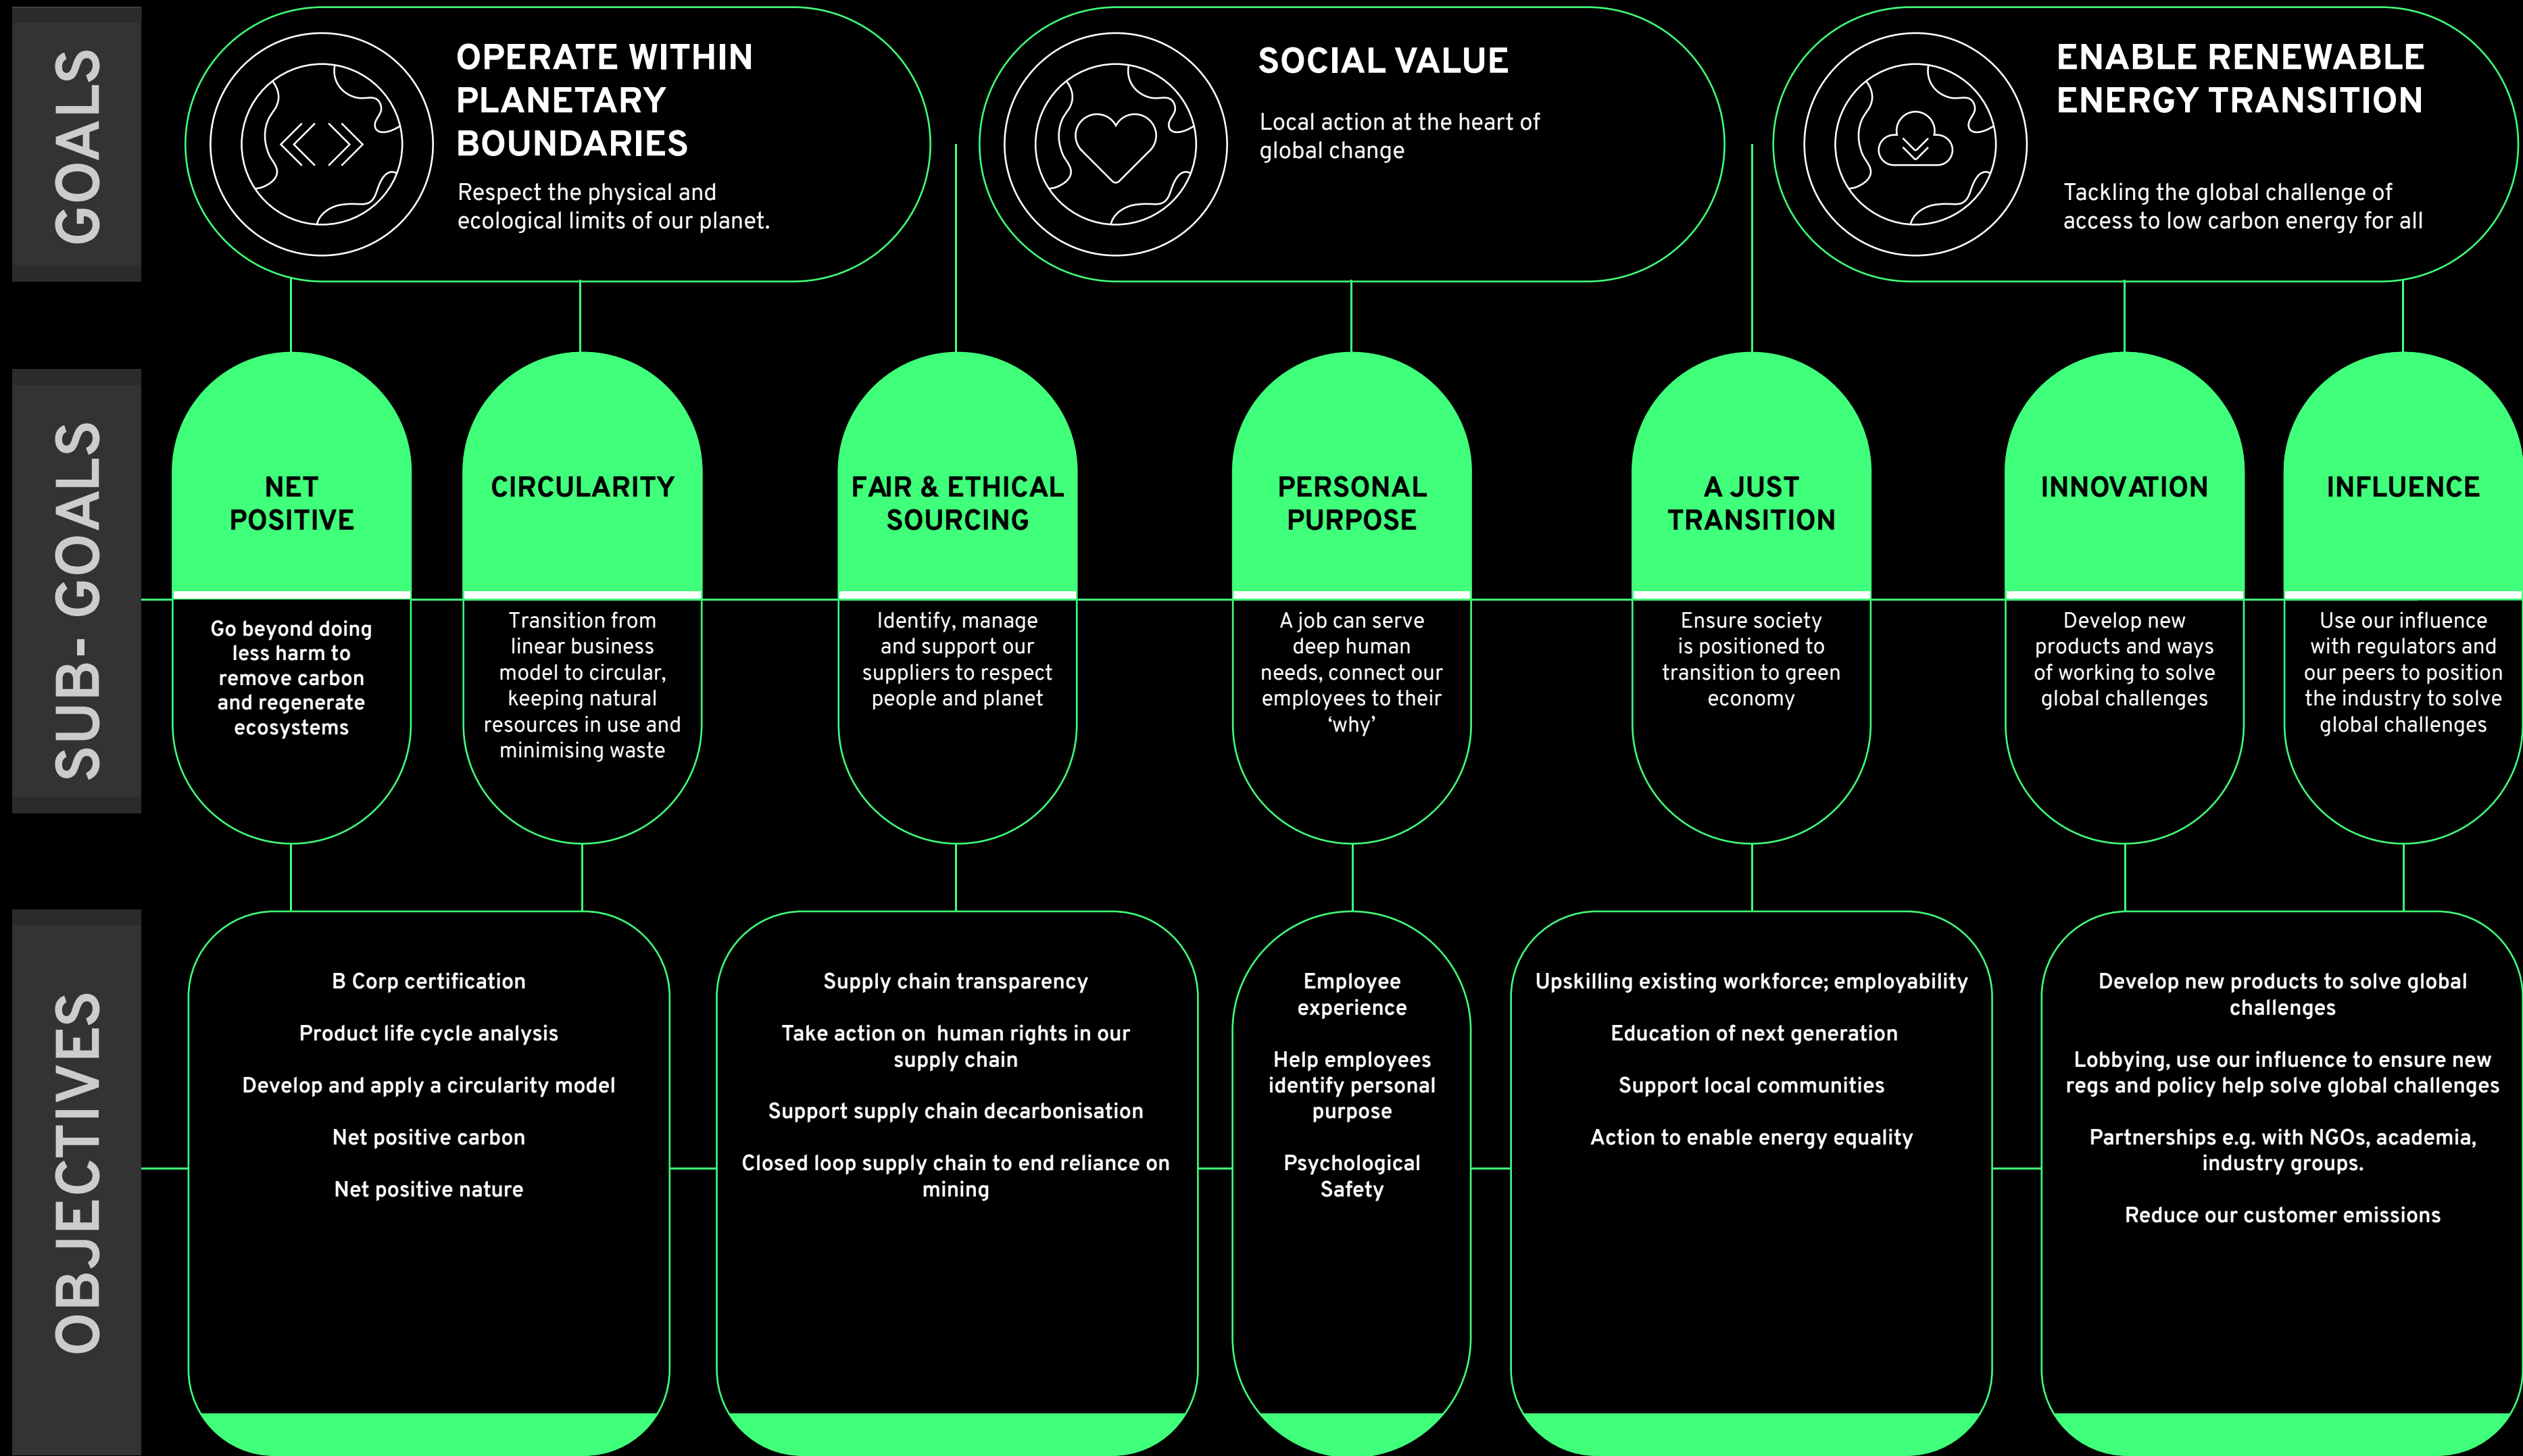 GOALS
OPERATE WITHIN
PLANETARY
BOUNDARIES
Respect the physical and
ecological limits of our planet.
SOCIAL VALUE
Local action at the heart of
global change
ENABLE RENEWABLE
ENERGY TRANSITION
Tackling the global challenge of
access to low carbon energy for all
SUB- GOALS
NET
POSITIVE
Go beyond doing
less harm to
remove carbon
and regenerate
ecosystems
CIRCULARITY
Transition from
linear business
model to circular,
keeping natural
resources in use and
minimising waste
FAIR & ETHICAL
SOURCING
Identify, manage
and support our
suppliers to respect
people and planet
PERSONAL
PURPOSE
A job can serve
deep human
needs, connect our
employees to their
‘why’
A JUST
TRANSITION
Ensure society
is positioned to
transition to green
economy
INNOVATION
Develop new
products and ways
of working to solve
global challenges
INFLUENCE
Use our influence
with regulators and
our peers to position
the industry to solve
global challenges
OBJECTIVES
B Corp certification
Product life cycle analysis
Develop and apply a circularity model
Net positive carbon
Net positive nature
Supply chain transparency
Take action on  human rights in our
supply chain
Support supply chain decarbonisation
Closed loop supply chain to end reliance on
mining
Employee
experience
Help employees
identify personal
purpose
Psychological
Safety
Upskilling existing workforce; employability
Education of next generation
Support local communities
Action to enable energy equality
Develop new products to solve global
challenges
Lobbying, use our influence to ensure new
regs and policy help solve global challenges
Partnerships e.g. with NGOs, academia,
industry groups.
Reduce our customer emissions